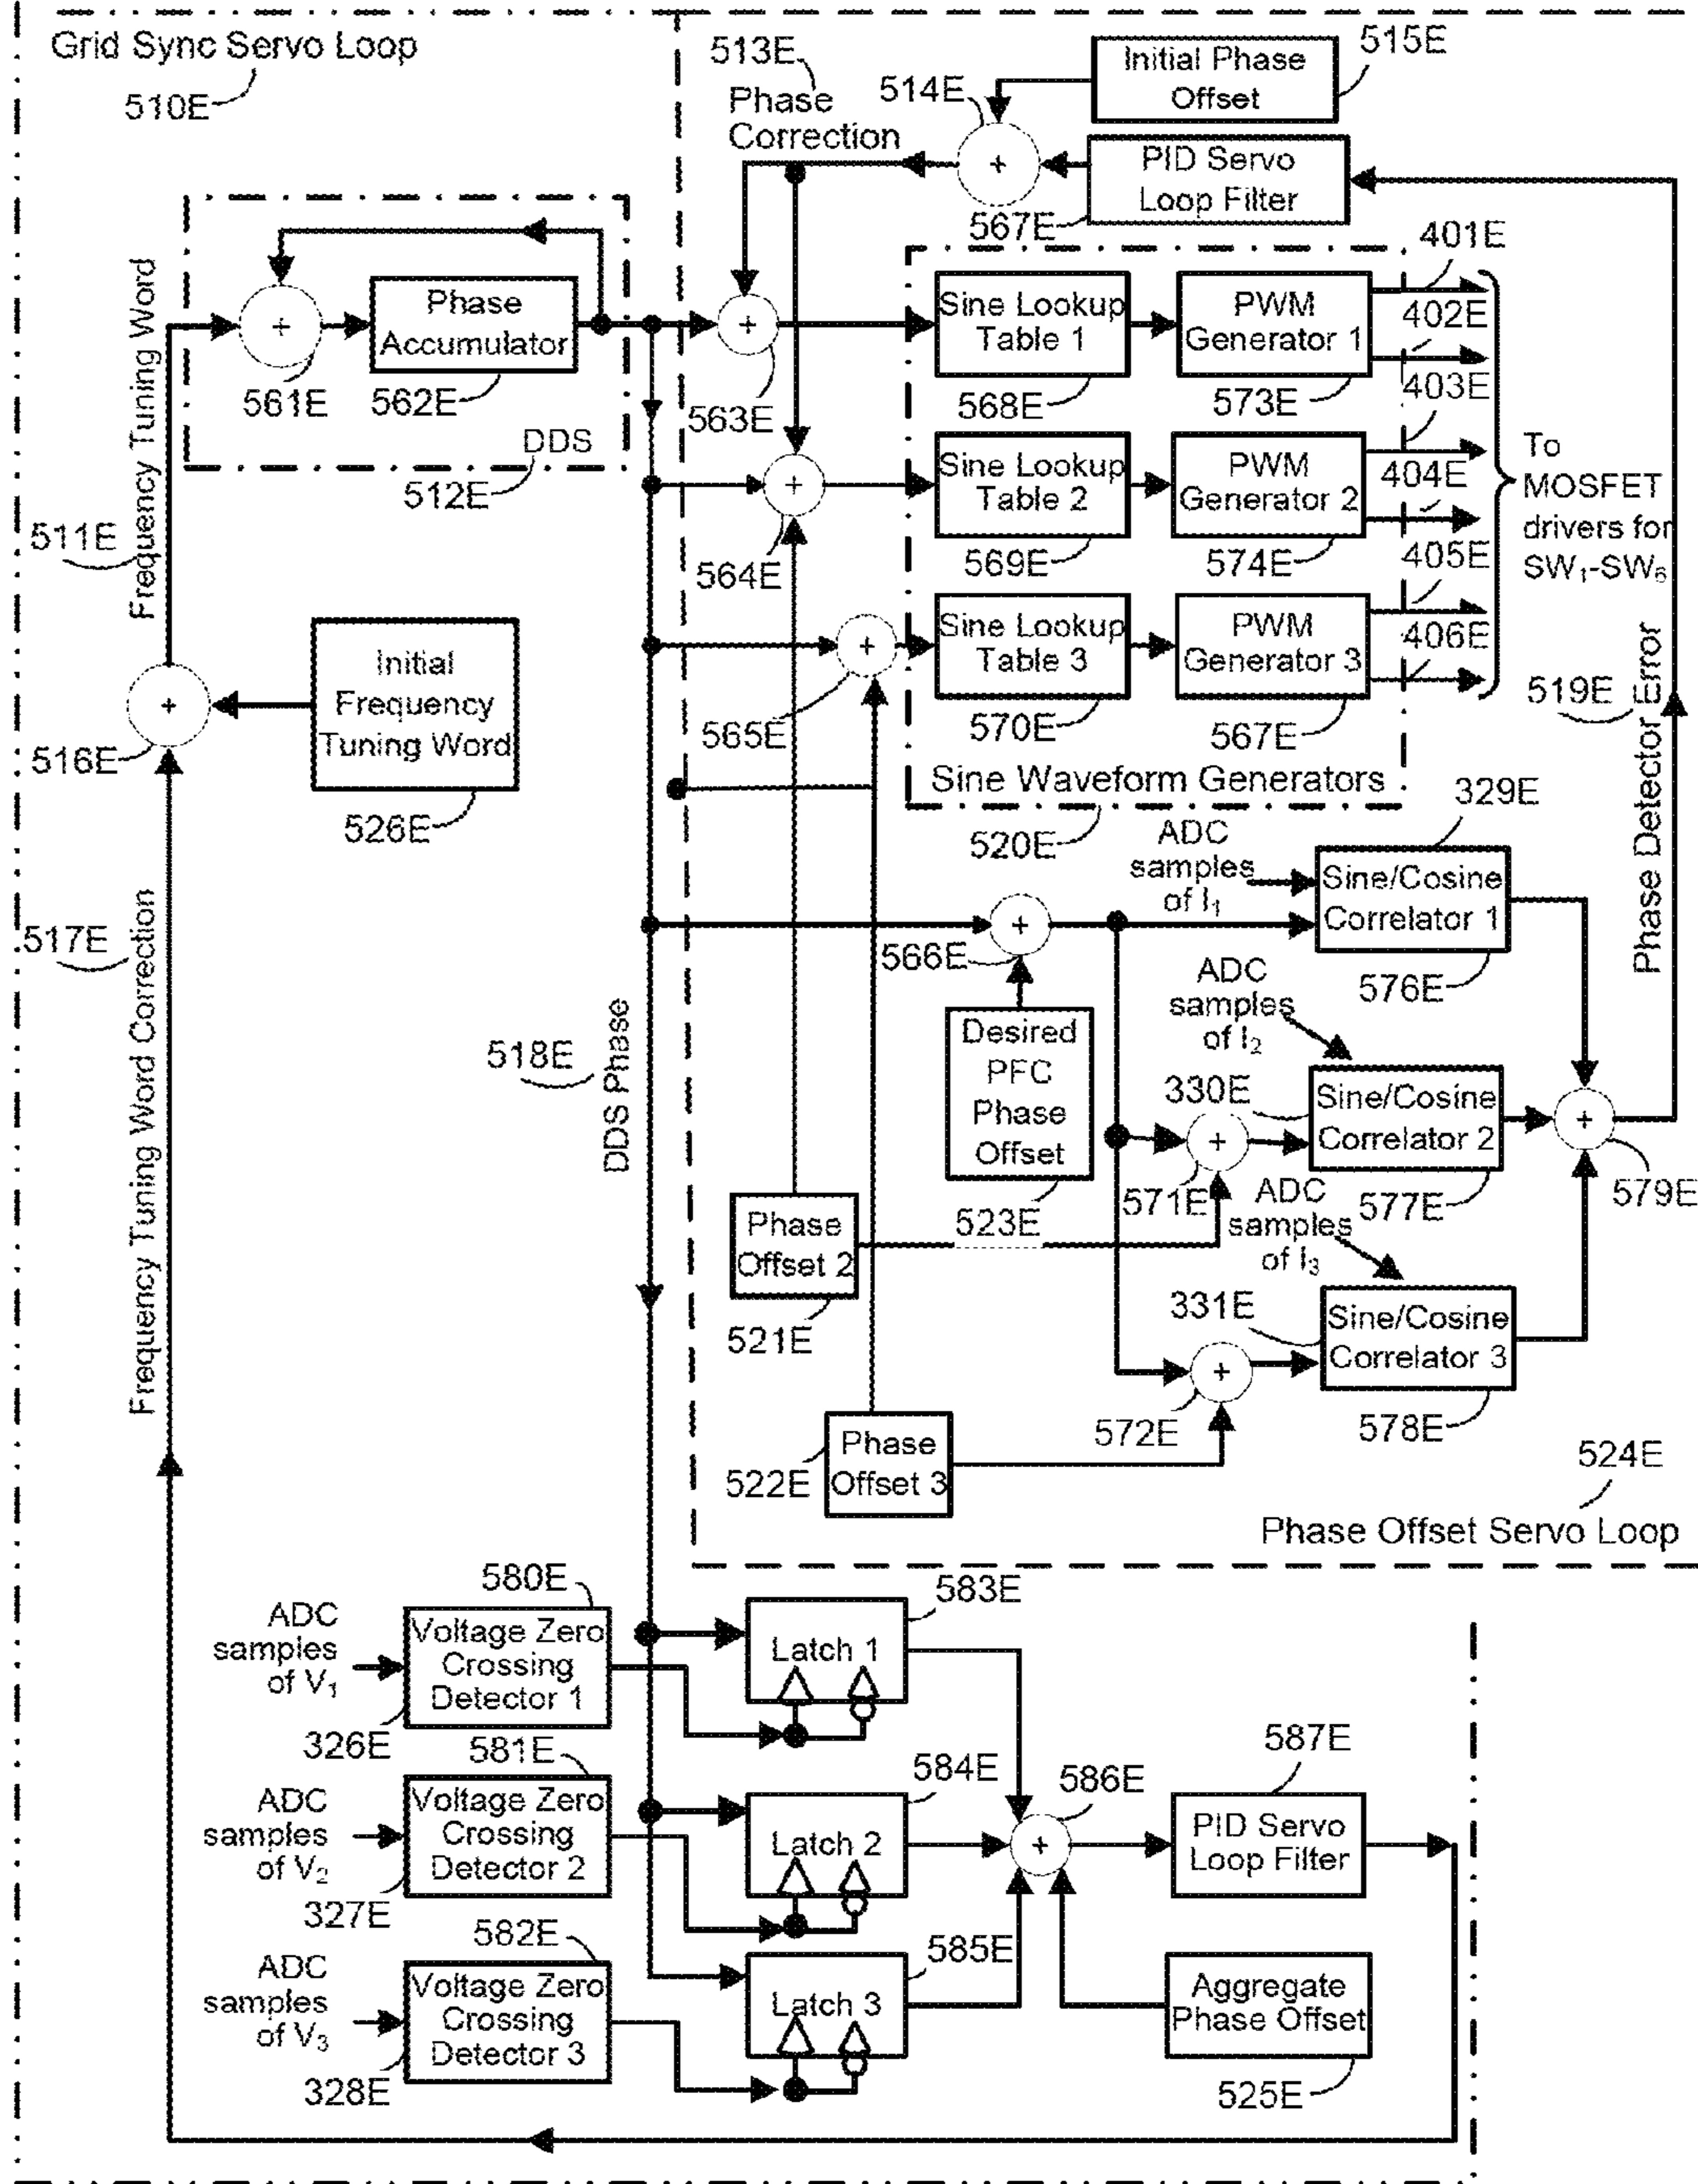 Grid Sync Servo Loop
510E
513E
Phase
Correction
514E
Initial Phase
Offset
515E
+
PID Servo
Loop Filter
567E
Frequency Tuning Word
511E
+
561E
Phase
Accumulator
562E
DDS
512E
+
563E
Sine Lookup
Table 1
568E
PWM
Generator 1
573E
401E
402E
403E
+
564E
Sine Lookup
Table 2
569E
PWM
Generator 2
574E
404E
405E
To
MOSFET
drivers for
SW₁-SW₆
+
565E
Sine Lookup
Table 3
570E
PWM
Generator 3
567E
406E
Sine Waveform Generators
520E
519E
Phase Detector Error
+
516E
Initial
Frequency
Tuning Word
526E
517E
Frequency Tuning Word Correction
518E
DDS Phase
+
566E
Desired
PFC
Phase
Offset
523E
ADC
samples
of I₁
329E
Sine/Cosine
Correlator 1
576E
ADC
samples
of I₂
330E
+
571E
Sine/Cosine
Correlator 2
577E
+
579E
Phase
Offset 2
521E
ADC
samples
of I₃
331E
+
572E
Sine/Cosine
Correlator 3
578E
Phase
Offset 3
522E
524E
Phase Offset Servo Loop
580E
ADC
samples
of V₁
Voltage Zero
Crossing
Detector 1
326E
583E
Latch 1
581E
ADC
samples
of V₂
Voltage Zero
Crossing
Detector 2
327E
584E
Latch 2
586E
+
587E
PID Servo
Loop Filter
582E
ADC
samples
of V₃
Voltage Zero
Crossing
Detector 3
328E
585E
Latch 3
Aggregate
Phase Offset
525E